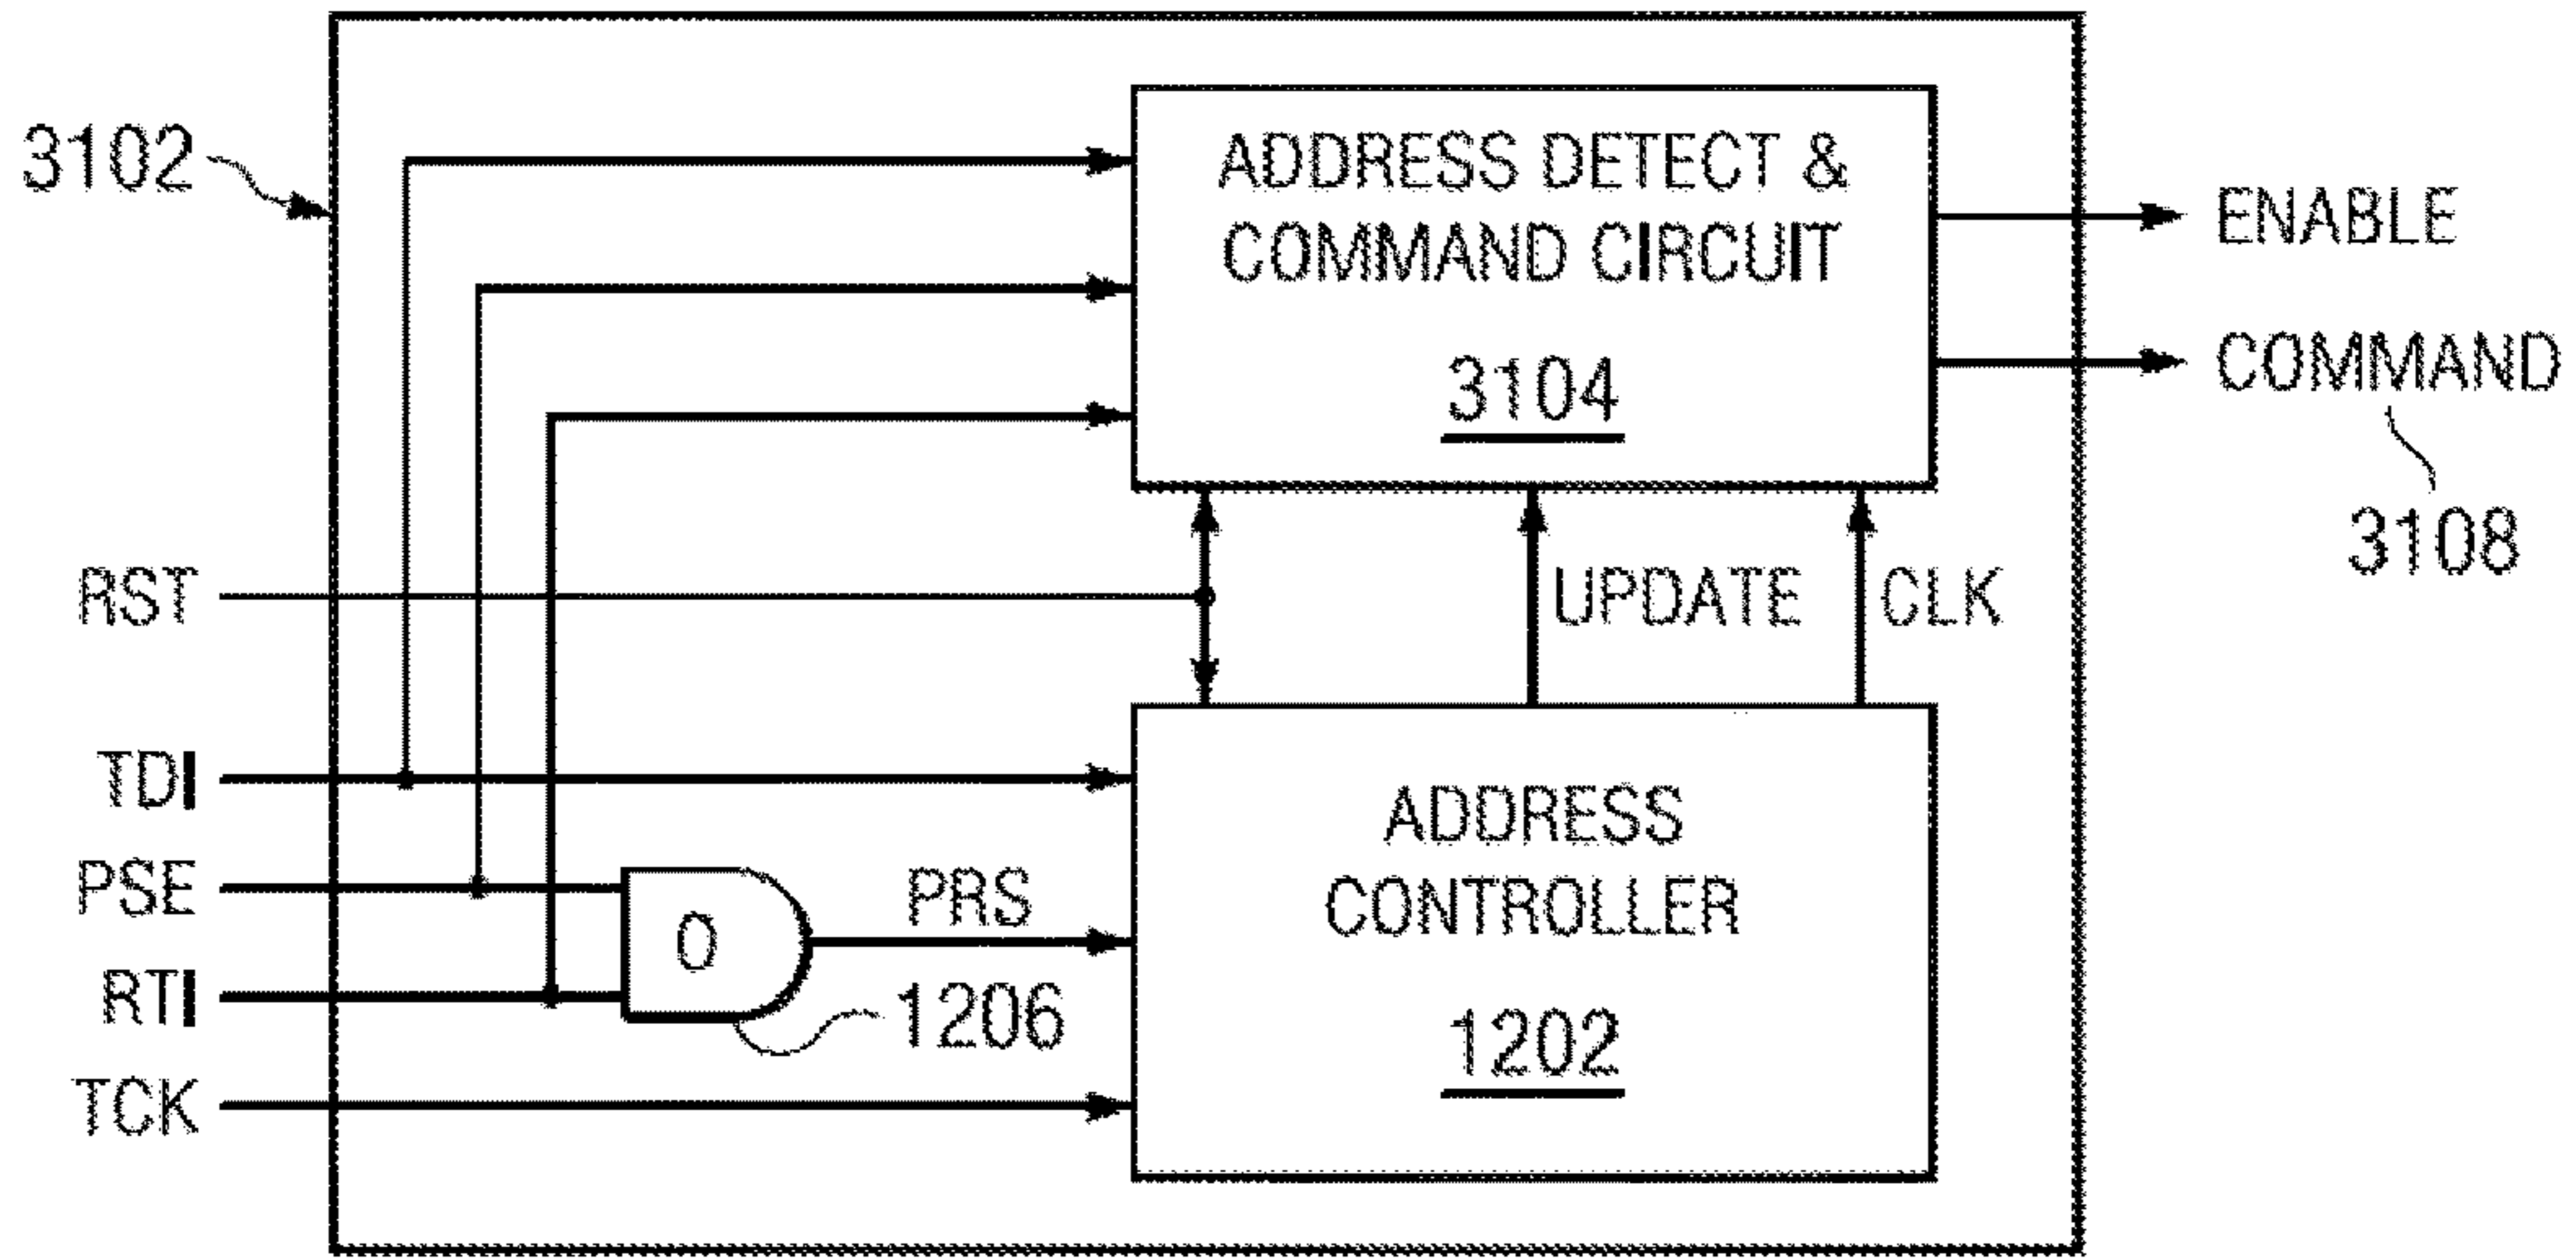 3102
ADDRESS DETECT &
COMMAND CIRCUIT
3104
ENABLE
COMMAND
3108
RST
UPDATE
CLK
TDI
PSE
RTI
TCK
O
PRS
1206
ADDRESS
CONTROLLER
1202